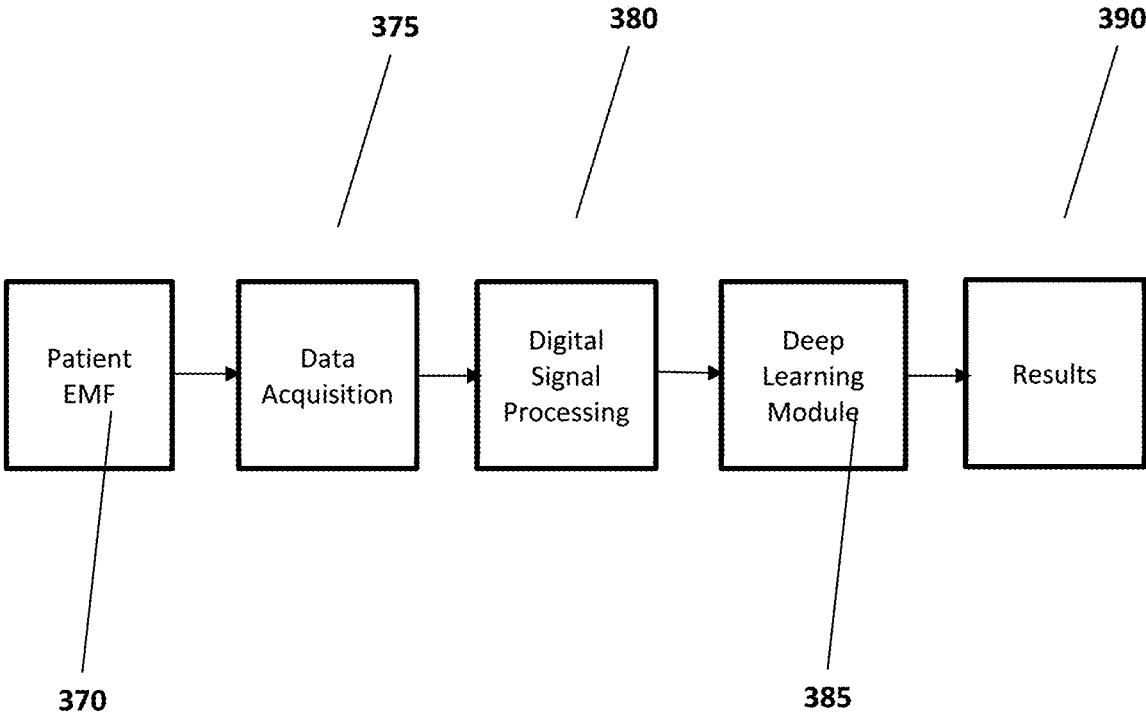 375
380
390
Patient
EMF
Data
Acquisition
Digital
Signal
Processing
Deep
Learning
Module
Results
370
385